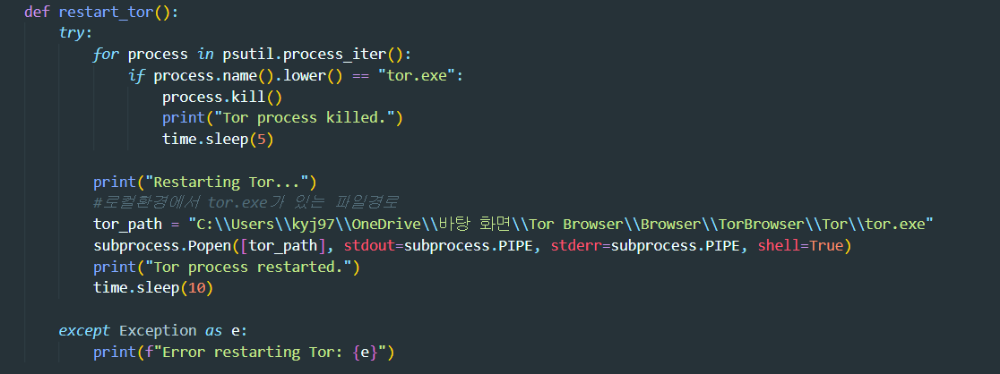 def restart_tor():
    try:
        for process in psutil.process_iter():
            if process.name().lower() == "tor.exe":
                process.kill()
                print("Tor process killed.")
                time.sleep(5)

        print("Restarting Tor...")
        #로컬환경에서 tor.exe가 있는 파일경로
        tor_path = "C:\\Users\\kyj97\\OneDrive\\바탕 화면\\Tor Browser\\Browser\\TorBrowser\\Tor\\tor.exe"
        subprocess.Popen([tor_path], stdout=subprocess.PIPE, stderr=subprocess.PIPE, shell=True)
        print("Tor process restarted.")
        time.sleep(10)

    except Exception as e:
        print(f"Error restarting Tor: {e}")